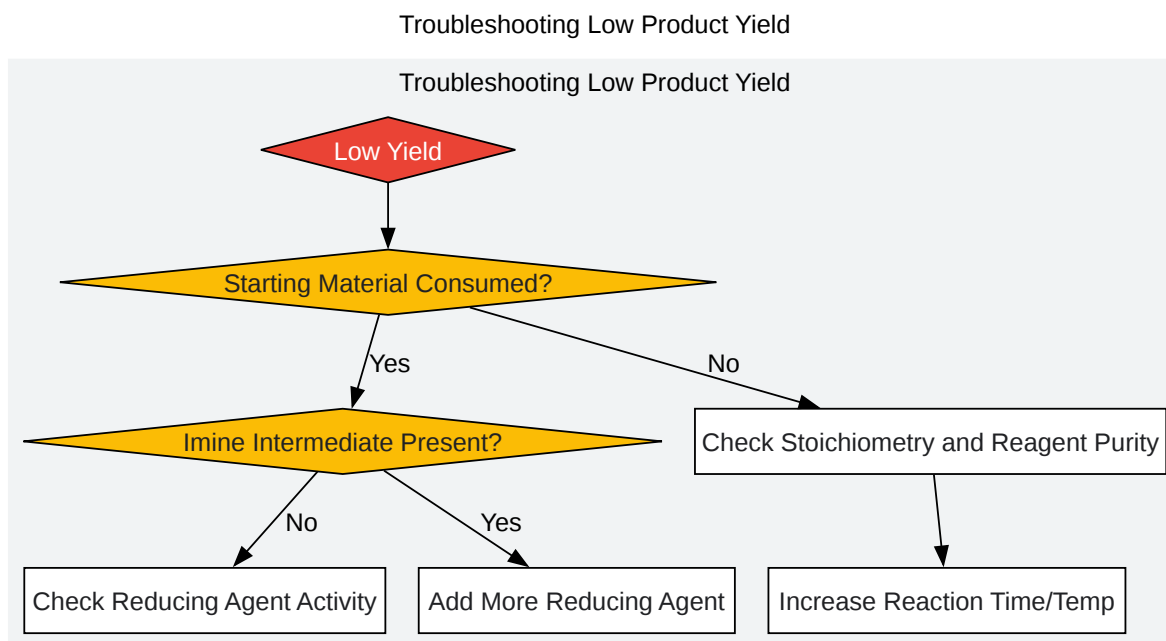 Troubleshooting Low Product Yield
Troubleshooting Low Product Yield
Low Yield
Starting Material Consumed?
Yes
No
Imine Intermediate Present?
Check Stoichiometry and Reagent Purity
No
Yes
Check Reducing Agent Activity
Add More Reducing Agent
Increase Reaction Time/Temp